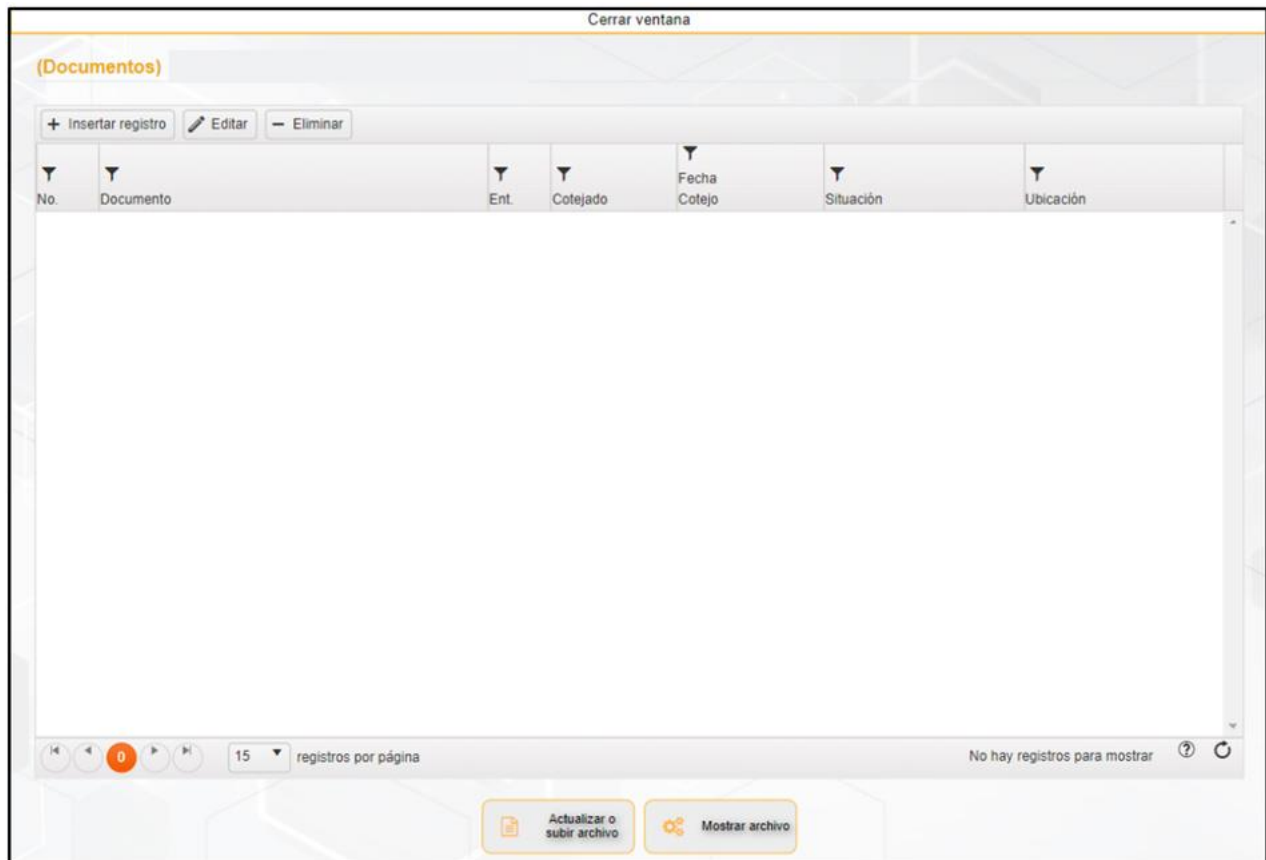 Cerrar ventana
(Documentos)
+ Insertar registro Editar − Eliminar
No. Documento Ent. Cotejado Fecha Cotejo Situación Ubicación
0 15 registros por página No hay registros para mostrar ?
Actualizar o subir archivo
Mostrar archivo